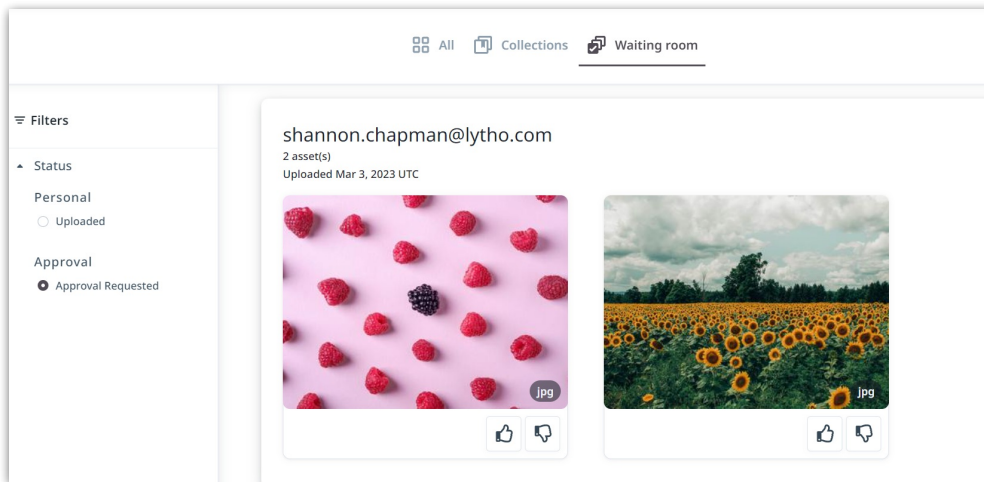 All
Collections
Waiting room
Filters
Status
Personal
Uploaded
Approval
Approval Requested
shannon.chapman@lytho.com
2 asset(s)
Uploaded Mar 3, 2023 UTC
jpg
jpg